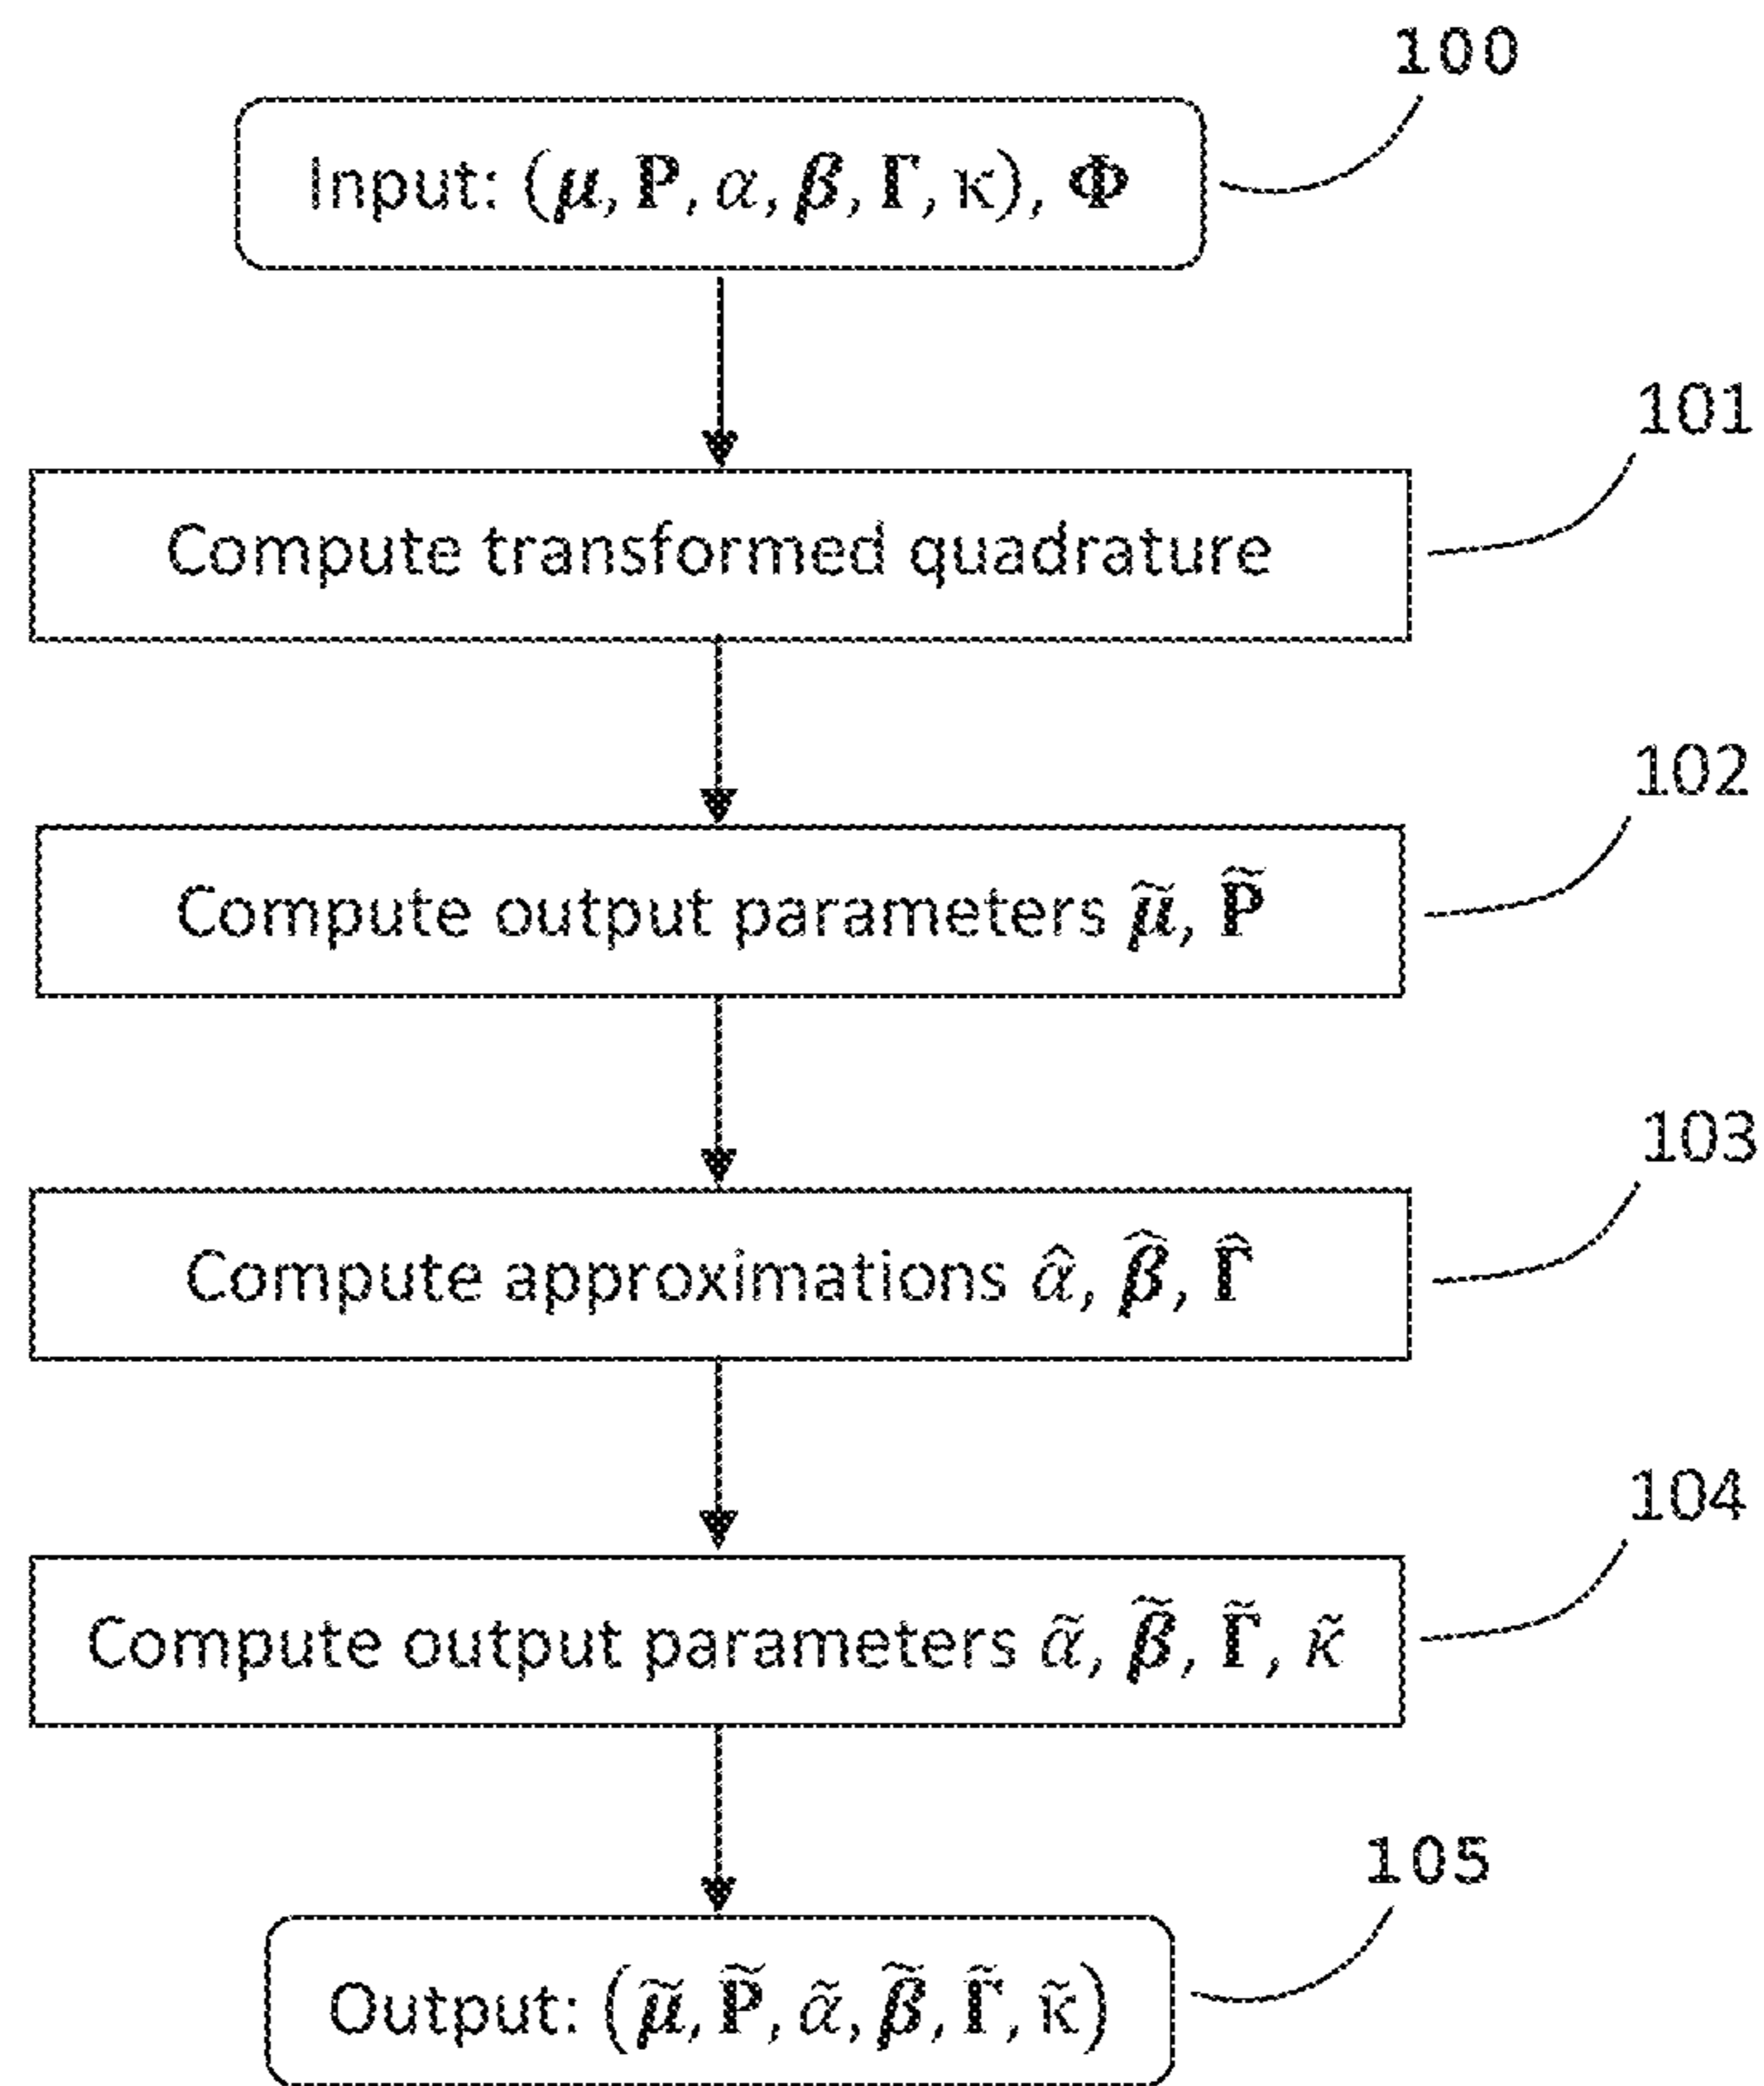 100
Input: (μ, P, α, β, Γ, κ), Φ
101
Compute transformed quadrature
102
Compute output parameters μ̃, P̃
103
Compute approximations α̂, β̂, Γ̂
104
Compute output parameters α̃, β̃, Γ̃, κ̃
105
Output: (μ̃, P̃, α̃, β̃, Γ̃, κ̃)